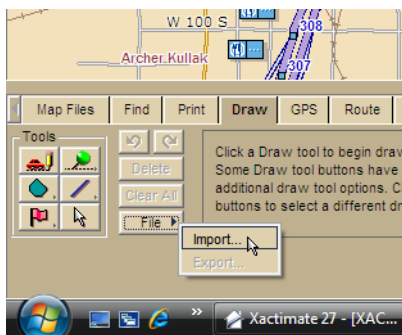 W 100 S
308
Archer.Kullak
307
Map Files Find Print Draw GPS Route
Tools
Delete
Clear All
File
Click a Draw tool to begin draw
Some Draw tool buttons have
additional draw tool options. C
buttons to select a different dr
Import...
Export...
» Xactimate 27 - [XAC...